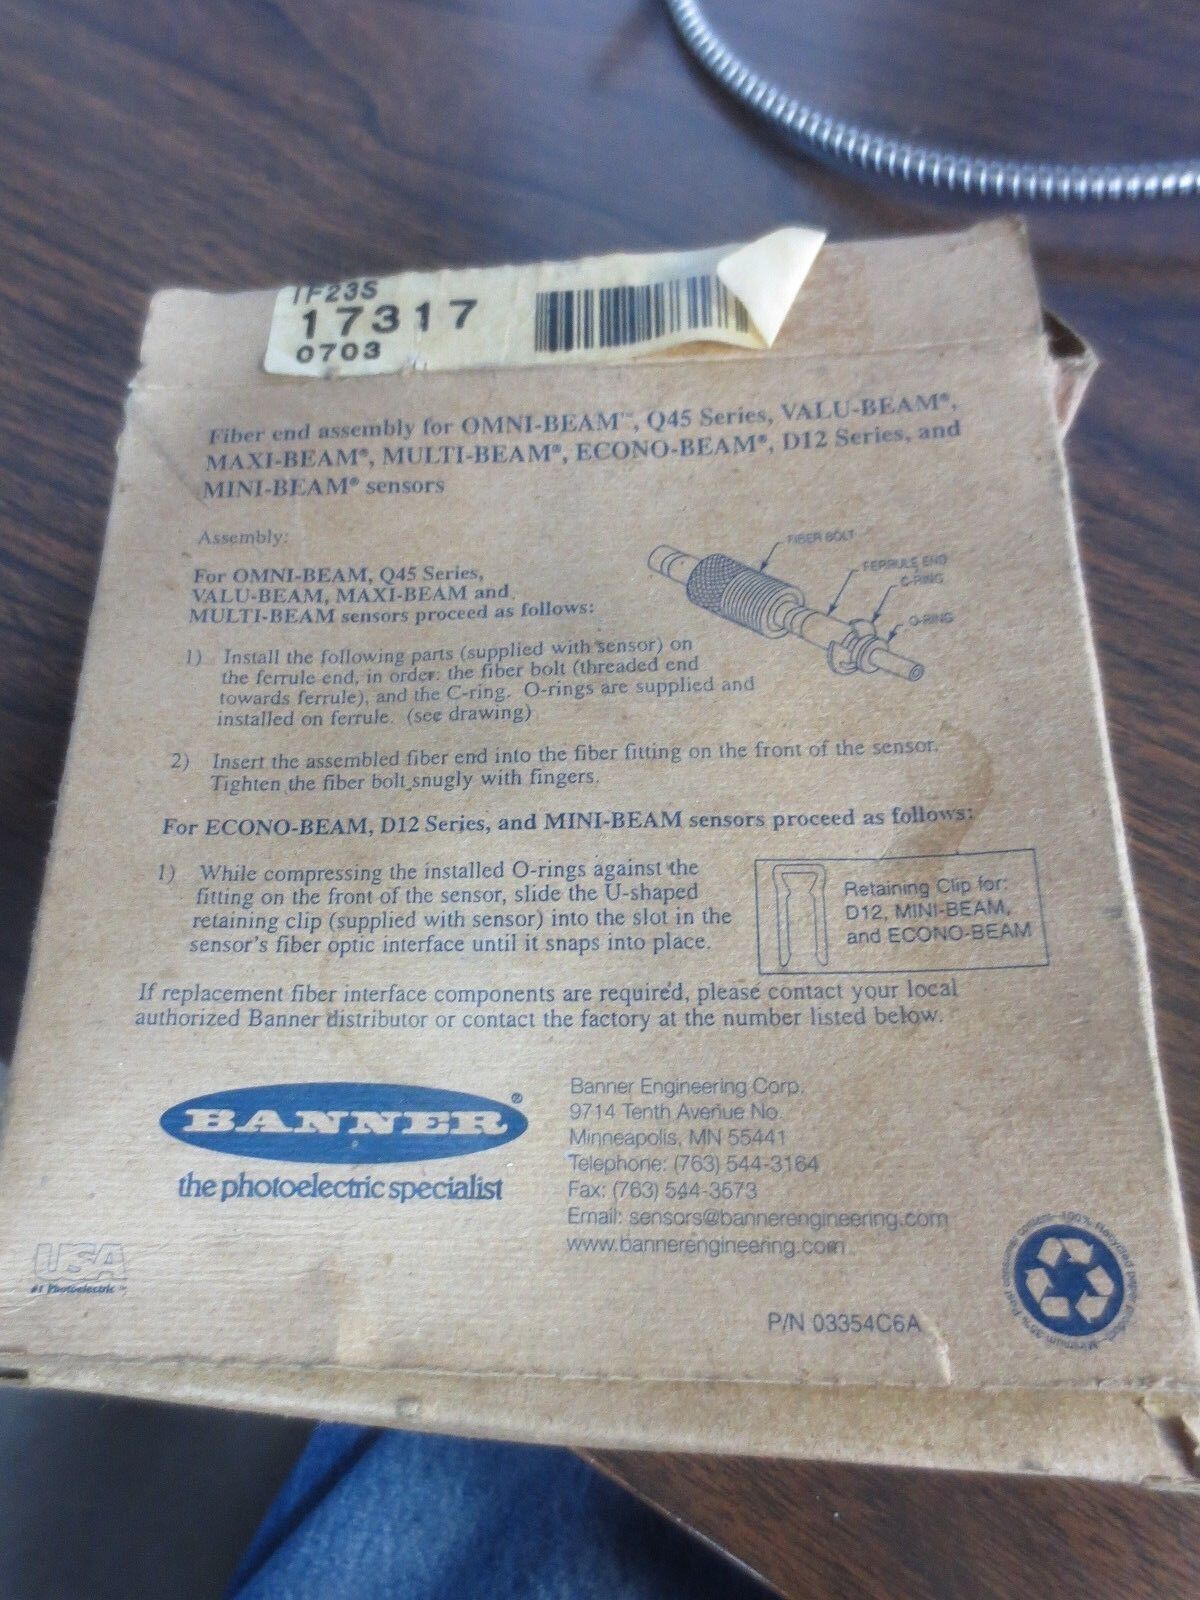 IF23S
17317
0703
Fiber end assembly for OMNI-BEAM™, Q45 Series, VALU-BEAM®,
MAXI-BEAM®, MULTI-BEAM®, ECONO-BEAM®, D12 Series, and
MINI-BEAM® sensors
Assembly:
For OMNI-BEAM, Q45 Series,
VALU-BEAM, MAXI-BEAM and
MULTI-BEAM sensors proceed as follows:
FIBER BOLT
FERRULE END
C-RING
O-RING
1) Install the following parts (supplied with sensor) on
the ferrule end, in order: the fiber bolt (threaded end
towards ferrule), and the C-ring. O-rings are supplied and
installed on ferrule. (see drawing)
2) Insert the assembled fiber end into the fiber fitting on the front of the sensor.
Tighten the fiber bolt snugly with fingers.
For ECONO-BEAM, D12 Series, and MINI-BEAM sensors proceed as follows:
1) While compressing the installed O-rings against the
fitting on the front of the sensor, slide the U-shaped
retaining clip (supplied with sensor) into the slot in the
sensor's fiber optic interface until it snaps into place.
Retaining Clip for:
D12, MINI-BEAM,
and ECONO-BEAM
If replacement fiber interface components are required, please contact your local
authorized Banner distributor or contact the factory at the number listed below.
BANNER®
the photoelectric specialist
Banner Engineering Corp.
9714 Tenth Avenue No.
Minneapolis, MN 55441
Telephone: (763) 544-3164
Fax: (763) 544-3573
Email: sensors@bannerengineering.com
www.bannerengineering.com
USA
#1 Photoelectric™
100% Recycled paper product. Minimum 35% Post consume content
P/N 03354C6A